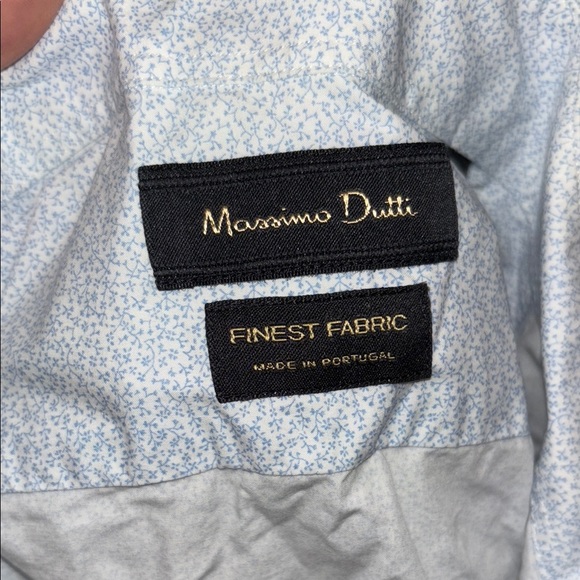 Massimo Dutti
FINEST FABRIC
MADE IN PORTUGAL